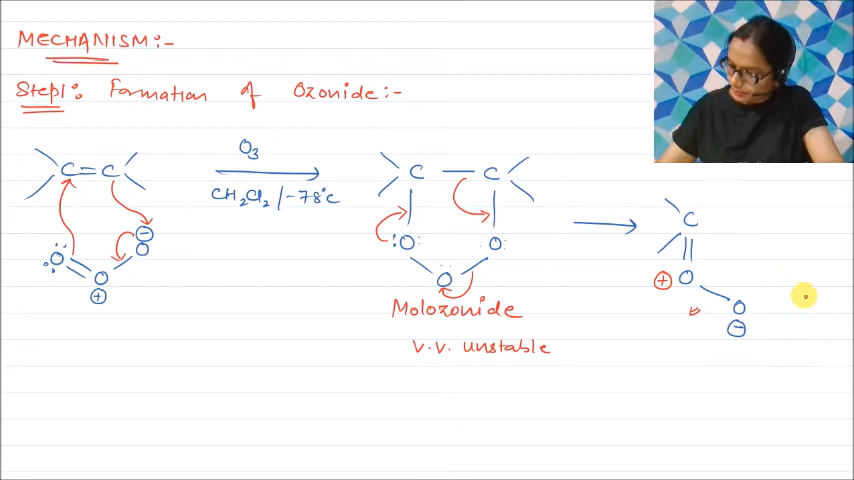 MECHANISM:-
Step1: Formation of Ozonide:-
C=C
O3
CH2Cl2/-78°C
C — C
C
O
O
O
+
-
:O:
O
O:
O
+
O
-
Molozonide
V.V. unstable